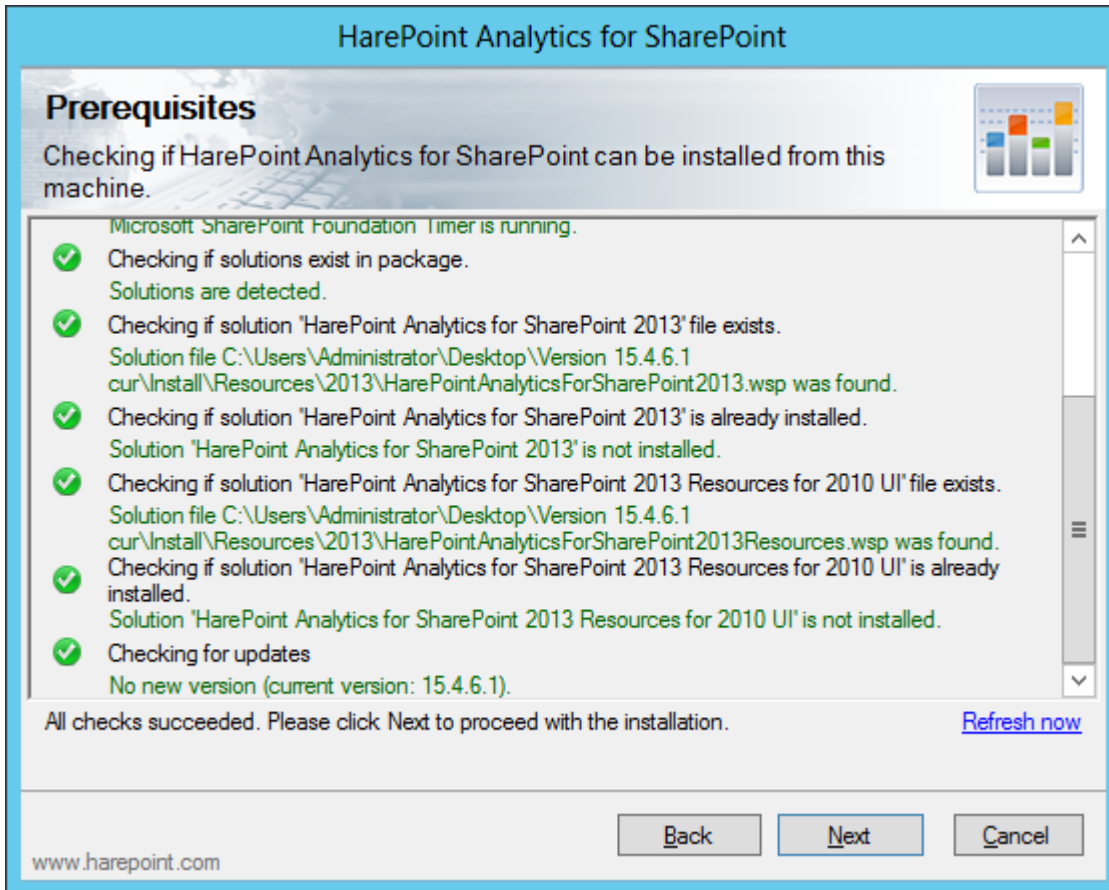 HarePoint Analytics for SharePoint
Prerequisites
Checking if HarePoint Analytics for SharePoint can be installed from this
machine.
Microsoft SharePoint Foundation Timer is running.
Checking if solutions exist in package.
Solutions are detected.
Checking if solution "HarePoint Analytics for SharePoint 2013" file exists.
Solution file C:\Users\Administrator\Desktop\Version 15.4.6.1
cur\Install\Resources\2013\HarePointAnalyticsForSharePoint2013.wsp was found.
Checking if solution "HarePoint Analytics for SharePoint 2013" is already installed.
Solution "HarePoint Analytics for SharePoint 2013" is not installed.
Checking if solution "HarePoint Analytics for SharePoint 2013 Resources for 2010 UI" file exists.
Solution file C:\Users\Administrator\Desktop\Version 15.4.6.1
cur\Install\Resources\2013\HarePointAnalyticsForSharePoint2013Resources.wsp was found.
Checking if solution "HarePoint Analytics for SharePoint 2013 Resources for 2010 UI" is already
installed.
Solution "HarePoint Analytics for SharePoint 2013 Resources for 2010 UI" is not installed.
Checking for updates
No new version (current version: 15.4.6.1).
All checks succeeded. Please click Next to proceed with the installation.
Refresh now
Back
Next
Cancel
www.harepoint.com